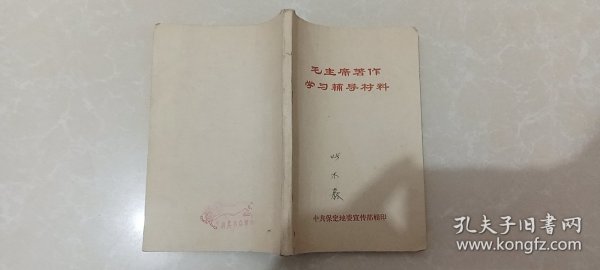 毛主席著作
学习辅导材料
中共保定地委宣传部翻印
孔夫子旧书网
www.kongfz.com